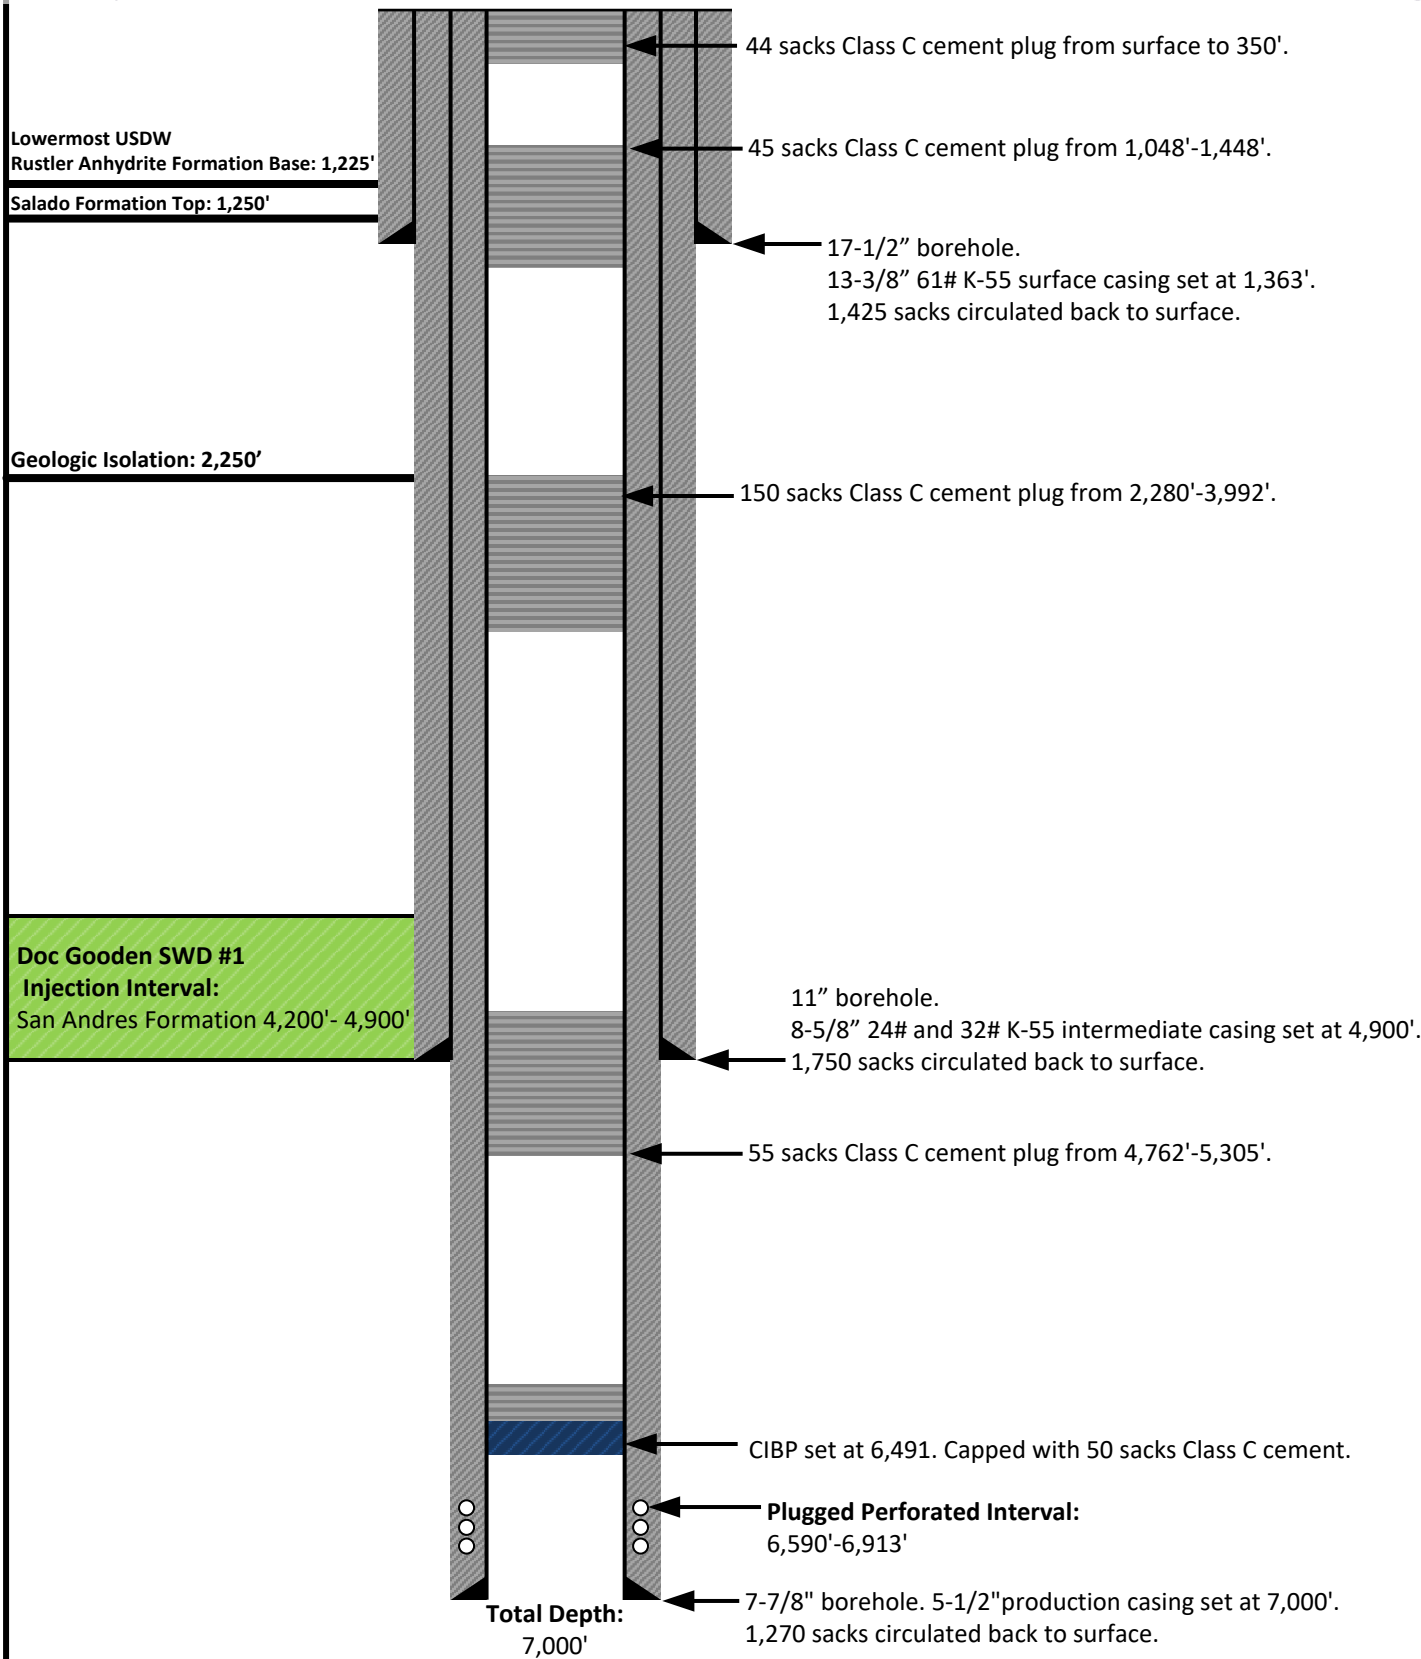 44 sacks Class C cement plug from surface to 350'.
Lowermost USDW
Rustler Anhydrite Formation Base: 1,225'
45 sacks Class C cement plug from 1,048'-1,448'.
Salado Formation Top: 1,250'
17-1/2” borehole.
13-3/8” 61# K-55 surface casing set at 1,363'.
1,425 sacks circulated back to surface.
Geologic Isolation: 2,250’
150 sacks Class C cement plug from 2,280'-3,992'.
Doc Gooden SWD #1
Injection Interval:
San Andres Formation 4,200'- 4,900'
11” borehole.
8-5/8” 24# and 32# K-55 intermediate casing set at 4,900'.
1,750 sacks circulated back to surface.
55 sacks Class C cement plug from 4,762'-5,305'.
CIBP set at 6,491. Capped with 50 sacks Class C cement.
Plugged Perforated Interval:
6,590'-6,913'
7-7/8" borehole. 5-1/2"production casing set at 7,000'.
1,270 sacks circulated back to surface.
Total Depth:
7,000'